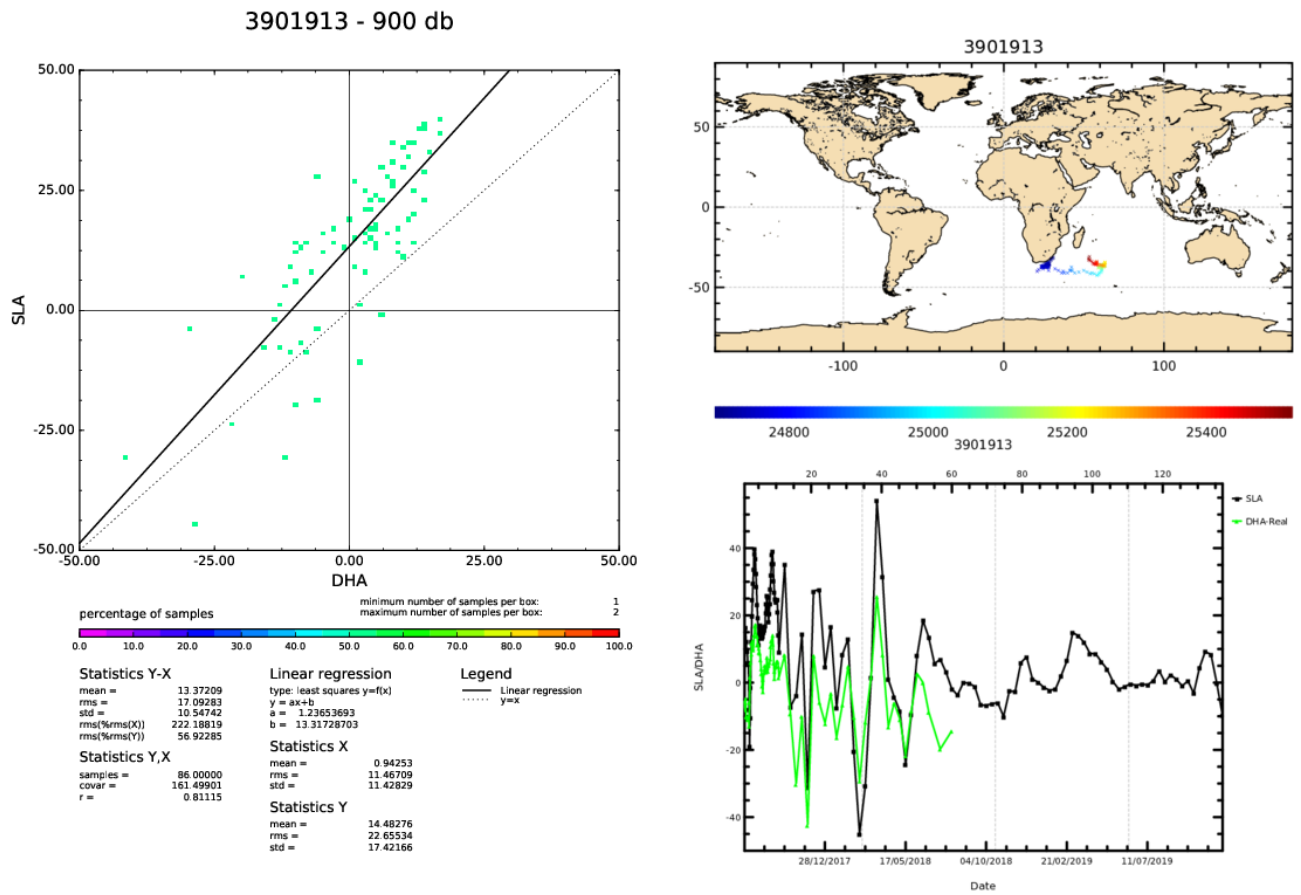 3901913 - 900 db
50.00
25.00
0.00
-25.00
-50.00
SLA
-50.00 -25.00 0.00 25.00 50.00
DHA
percentage of samples
minimum number of samples per box: 1
maximum number of samples per box: 2
0.0 10.0 20.0 30.0 40.0 50.0 60.0 70.0 80.0 90.0 100.0
Statistics Y-X
mean = 13.37209
rms = 17.09283
std = 10.54742
rms(%rms(X)) 222.18819
rms(%rms(Y)) 56.92285
Statistics Y,X
samples = 86.00000
covar = 161.49901
r = 0.81115
Linear regression
type: least squares y=f(x)
y = ax+b
a = 1.23653693
b = 13.31728703
Statistics X
mean = 0.94253
rms = 11.46709
std = 11.42829
Statistics Y
mean = 14.48276
rms = 22.65534
std = 17.42166
Legend
Linear regression
y=x
3901913
50
0
-50
-100 0 100
24800 25000 25200 25400
3901913
20 40 60 80 100 120
SLA
DHA-Real
40
20
0
-20
-40
SLA/DHA
28/12/2017 17/05/2018 04/10/2018 21/02/2019 11/07/2019
Date